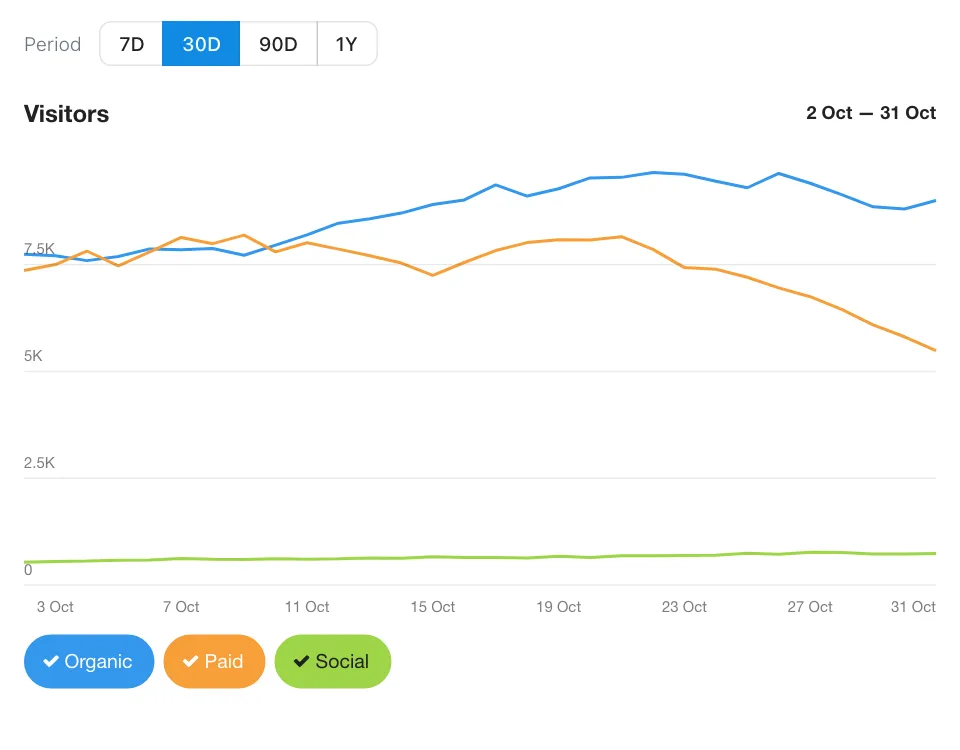 Period 7D 30D 90D 1Y
Visitors 2 Oct — 31 Oct
7.5K
5K
2.5K
0
3 Oct 7 Oct 11 Oct 15 Oct 19 Oct 23 Oct 27 Oct 31 Oct
Organic Paid Social